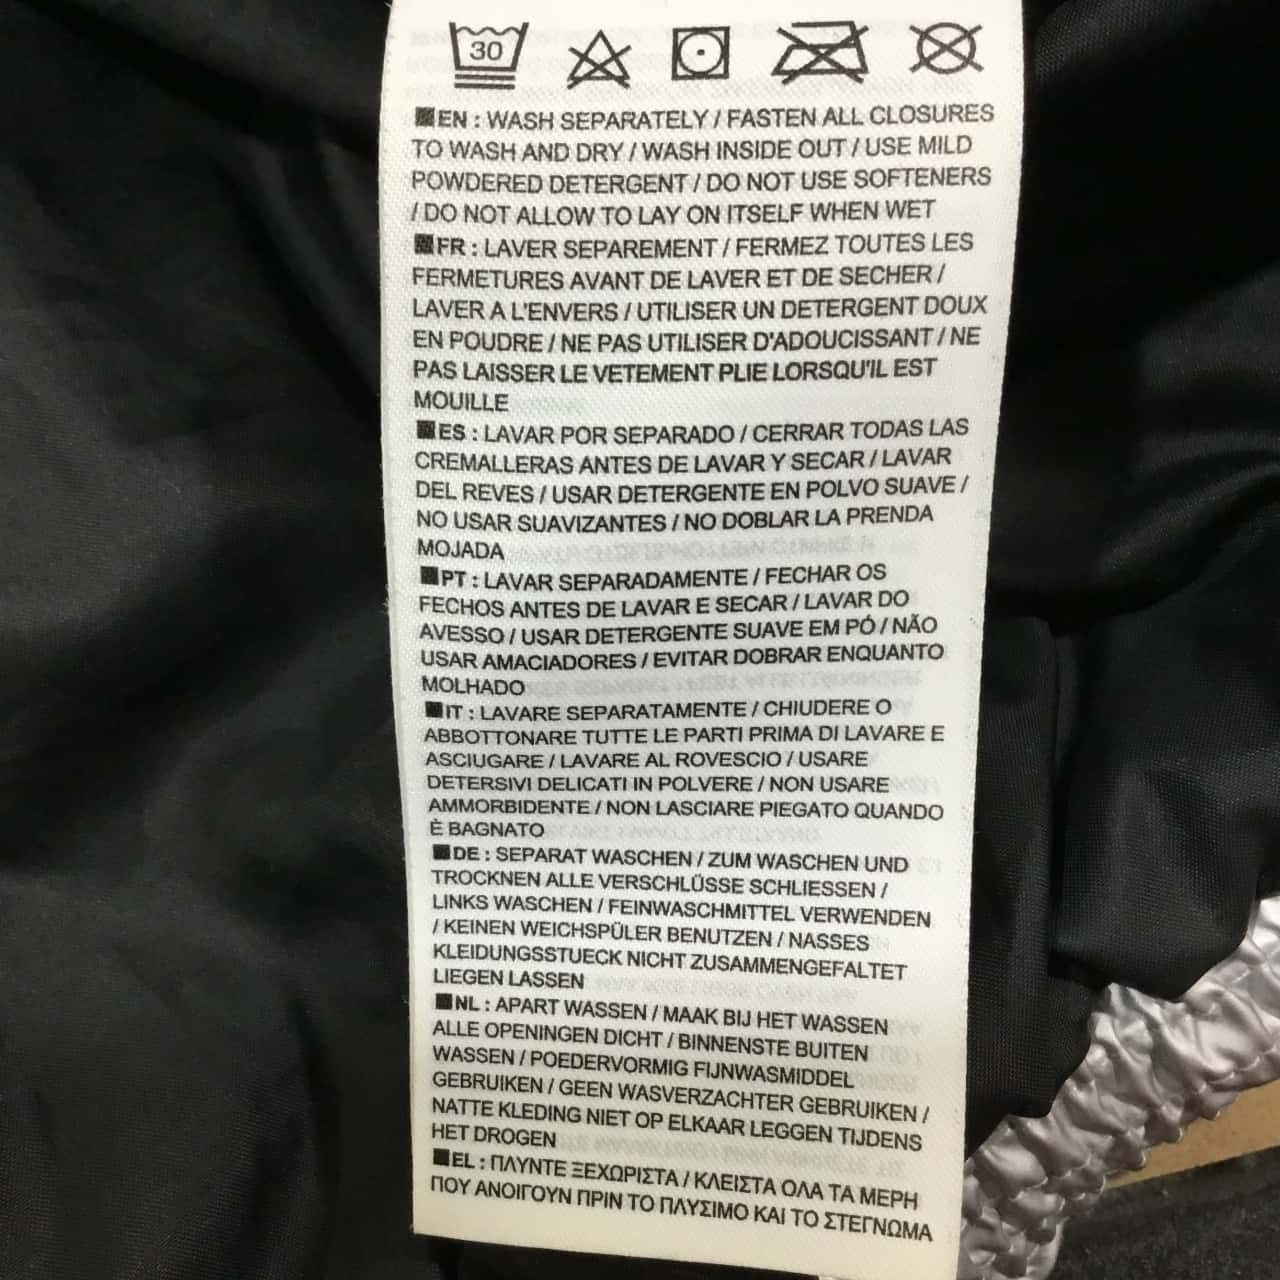 30
EN : WASH SEPARATELY / FASTEN ALL CLOSURES
TO WASH AND DRY / WASH INSIDE OUT / USE MILD
POWDERED DETERGENT / DO NOT USE SOFTENERS
/ DO NOT ALLOW TO LAY ON ITSELF WHEN WET
FR : LAVER SEPAREMENT / FERMEZ TOUTES LES
FERMETURES AVANT DE LAVER ET DE SECHER /
LAVER A L'ENVERS / UTILISER UN DETERGENT DOUX
EN POUDRE / NE PAS UTILISER D'ADOUCISSANT / NE
PAS LAISSER LE VETEMENT PLIE LORSQU'IL EST
MOUILLE
ES : LAVAR POR SEPARADO / CERRAR TODAS LAS
CREMALLERAS ANTES DE LAVAR Y SECAR / LAVAR
DEL REVES / USAR DETERGENTE EN POLVO SUAVE /
NO USAR SUAVIZANTES / NO DOBLAR LA PRENDA
MOJADA
PT : LAVAR SEPARADAMENTE / FECHAR OS
FECHOS ANTES DE LAVAR E SECAR / LAVAR DO
AVESSO / USAR DETERGENTE SUAVE EM PÓ / NÃO
USAR AMACIADORES / EVITAR DOBRAR ENQUANTO
MOLHADO
IT : LAVARE SEPARATAMENTE / CHIUDERE O
ABBOTTONARE TUTTE LE PARTI PRIMA DI LAVARE E
ASCIUGARE / LAVARE AL ROVESCIO / USARE
DETERSIVI DELICATI IN POLVERE / NON USARE
AMMORBIDENTE / NON LASCIARE PIEGATO QUANDO
È BAGNATO
DE : SEPARAT WASCHEN / ZUM WASCHEN UND
TROCKNEN ALLE VERSCHLÜSSE SCHLIESSEN /
LINKS WASCHEN / FEINWASCHMITTEL VERWENDEN
/ KEINEN WEICHSPÜLER BENUTZEN / NASSES
KLEIDUNGSSTUECK NICHT ZUSAMMENGEFALTET
LIEGEN LASSEN
NL : APART WASSEN / MAAK BIJ HET WASSEN
ALLE OPENINGEN DICHT / BINNENSTE BUITEN
WASSEN / POEDERVORMIG FIJNWASMIDDEL
GEBRUIKEN / GEEN WASVERZACHTER GEBRUIKEN /
NATTE KLEDING NIET OP ELKAAR LEGGEN TIJDENS
HET DROGEN
EL : ΠΛΥΝΤΕ ΞΕΧΩΡΙΣΤΑ / ΚΛΕΙΣΤΑ ΟΛΑ ΤΑ ΜΕΡΗ
ΠΟΥ ΑΝΟΙΓΟΥΝ ΠΡΙΝ ΤΟ ΠΛΥΣΙΜΟ ΚΑΙ ΤΟ ΣΤΕΓΝΩΜΑ